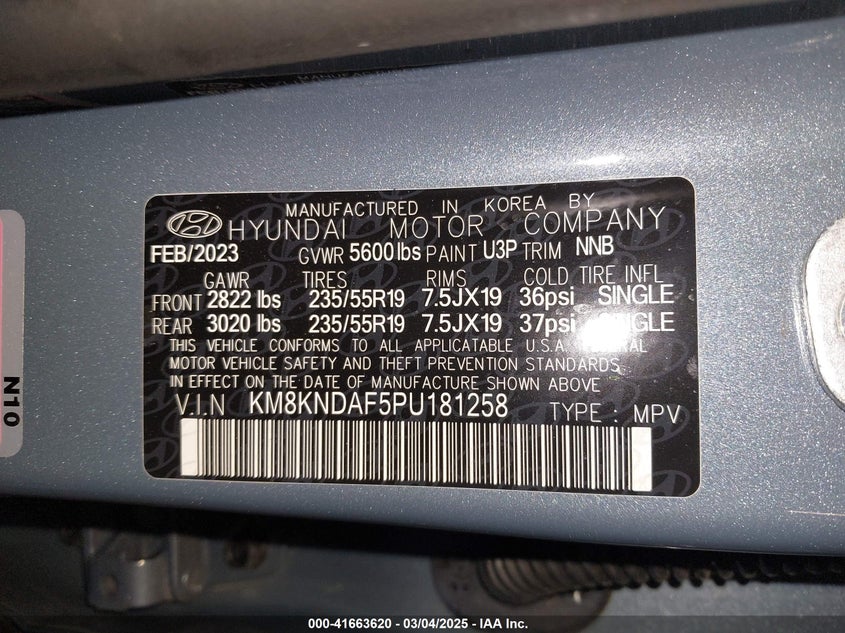 MANUFACTURED IN KOREA BY
HYUNDAI MOTOR COMPANY
FEB/2023 GVWR 5600 lbs PAINT U3P TRIM NNB
GAWR TIRES RIMS COLD TIRE INFL
FRONT 2822 lbs 235/55R19 7.5JX19 36psi SINGLE
REAR 3020 lbs 235/55R19 7.5JX19 37psi
THIS VEHICLE CONFORMS TO ALL APPLICATABLE U.S.A
MOTOR VEHICLE SAFETY AND THEFT PREVENTION STANDARDS
IN EFFECT ON THE DATE OF MANUFACTURE SHOWN ABOVE
V.I.N KM8KNDAF5PU181258 TYPE : MPV
N10
000-41663620 - 03/04/2025 - IAA Inc.